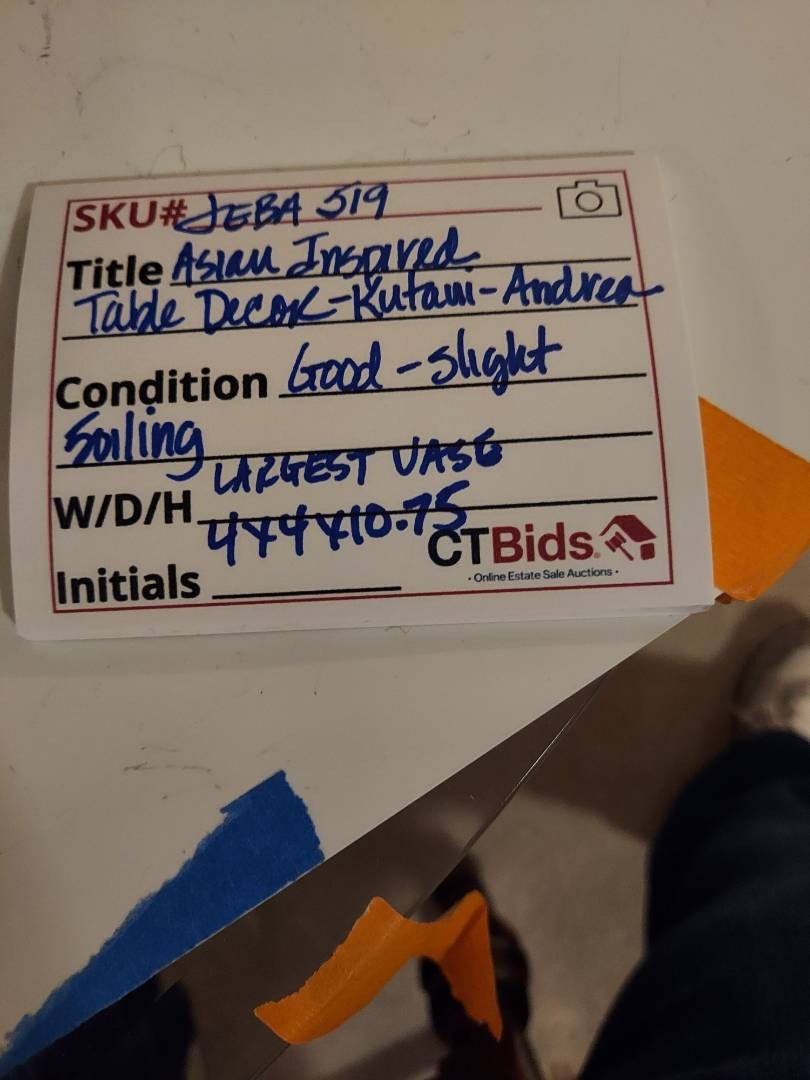 SKU# JEBA 519
Title Asian Inspired
Table Decor-Kutani-Andrea
Condition Good - slight
Soiling
W/D/H LARGEST VASE
4x4x10.75
CTBids
Initials
· Online Estate Sale Auctions ·